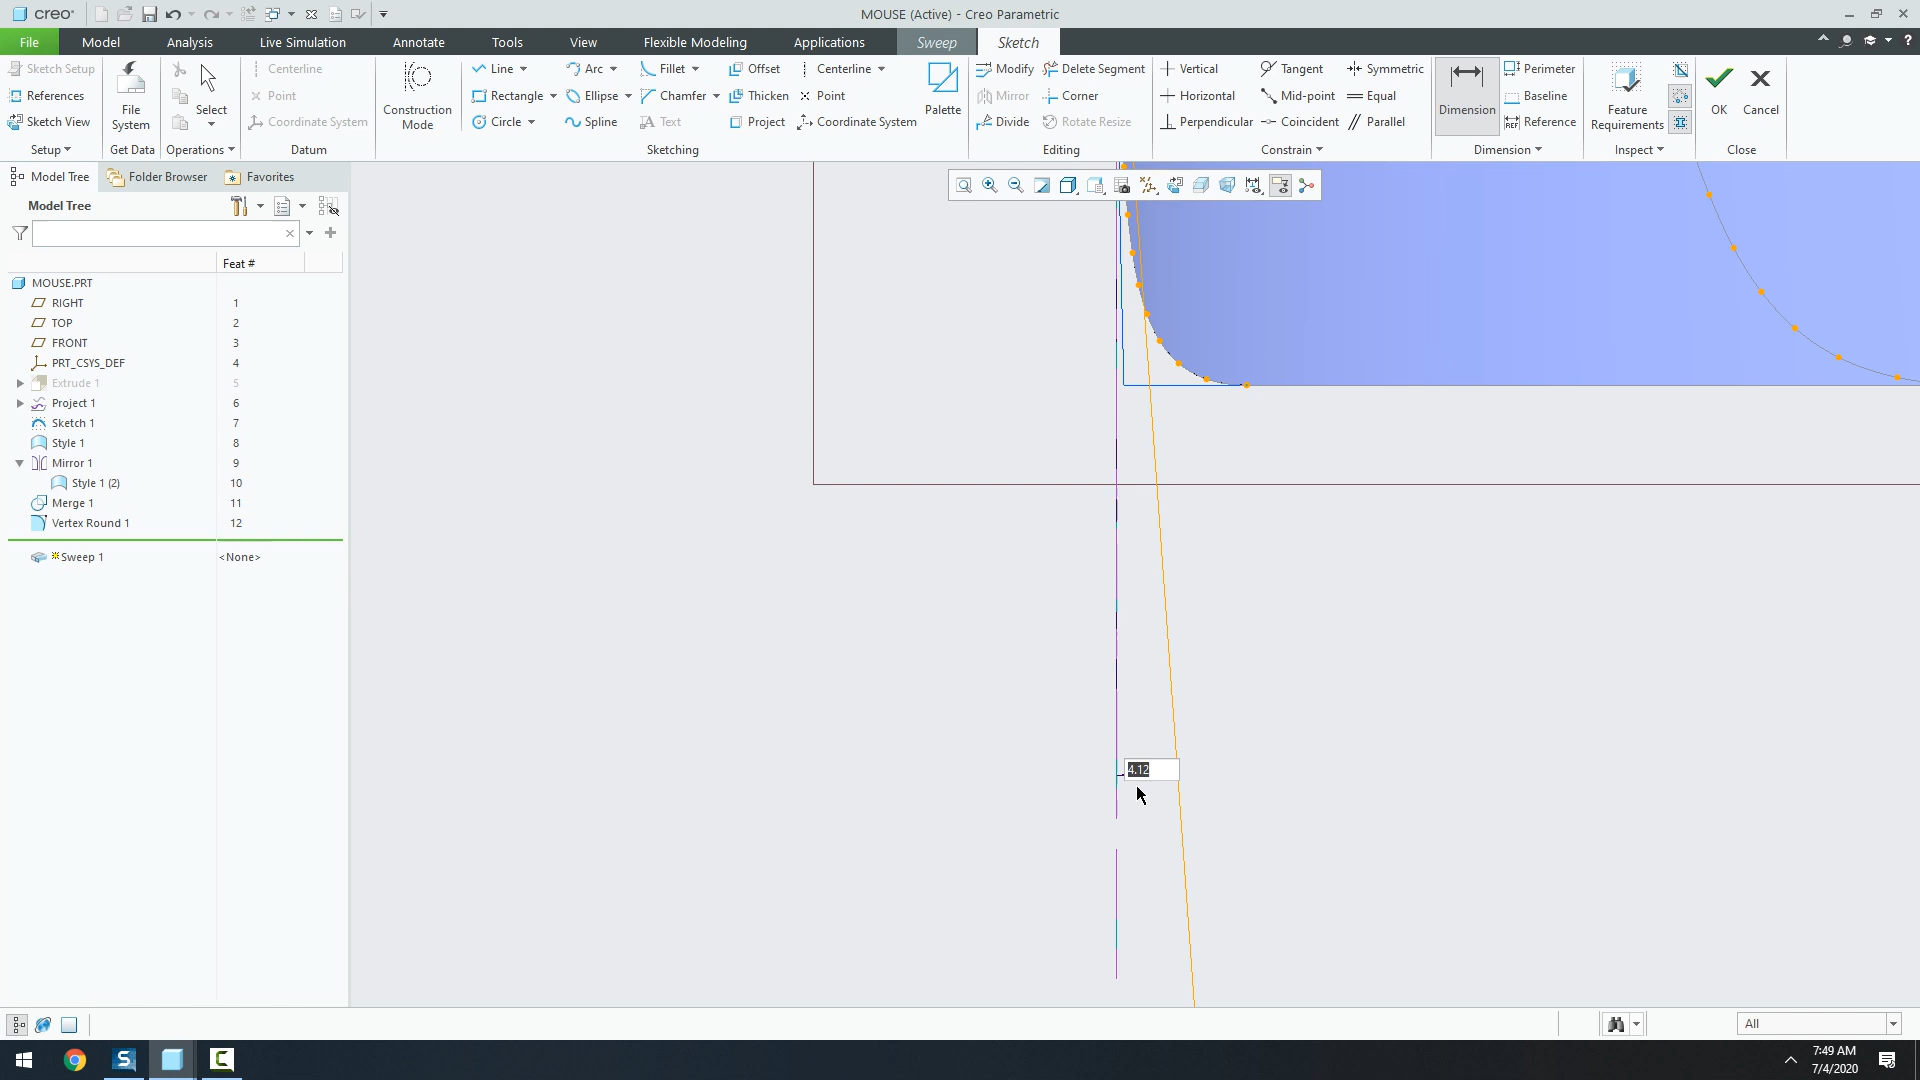 creo
MOUSE (Active) - Creo Parametric
File
Model
Analysis
Live Simulation
Annotate
Tools
View
Flexible Modeling
Applications
Sweep
Sketch
?
Sketch Setup
References
Sketch View
Setup
File
System
Get Data
Select
Operations
Centerline
Point
Coordinate System
Datum
Construction
Mode
Line
Rectangle
Circle
Arc
Ellipse
Spline
Fillet
Chamfer
Text
Offset
Thicken
Project
Centerline
Point
Coordinate System
Palette
Sketching
Modify
Mirror
Divide
Delete Segment
Corner
Rotate Resize
Editing
Vertical
Horizontal
Perpendicular
Tangent
Mid-point
Coincident
Symmetric
Equal
Parallel
Constrain
Dimension
Perimeter
Baseline
REF Reference
Dimension
Feature
Requirements
Inspect
OK
Cancel
Close
Model Tree
Folder Browser
Favorites
Model Tree
Feat #
MOUSE.PRT
RIGHT 1
TOP 2
FRONT 3
PRT_CSYS_DEF 4
Extrude 1 5
Project 1 6
Sketch 1 7
Style 1 8
Mirror 1 9
Style 1 (2) 10
Merge 1 11
Vertex Round 1 12
Sweep 1 <None>
4.12
All
S
C
7:49 AM
7/4/2020